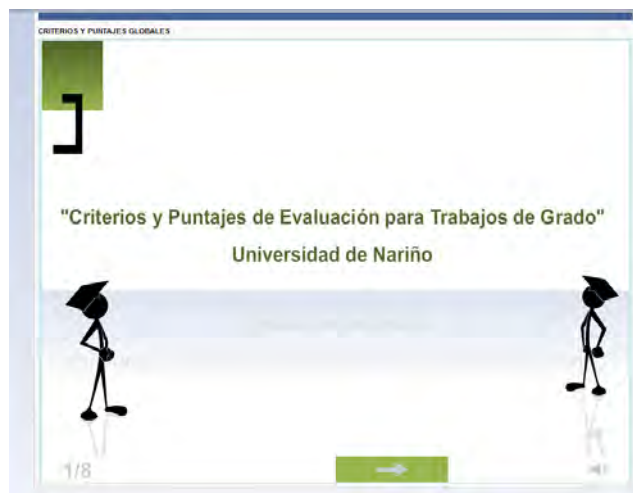 CRITERIOS Y PUNTAJES GLOBALES
"Criterios y Puntajes de Evaluación para Trabajos de Grado"
Universidad de Nariño
1/8